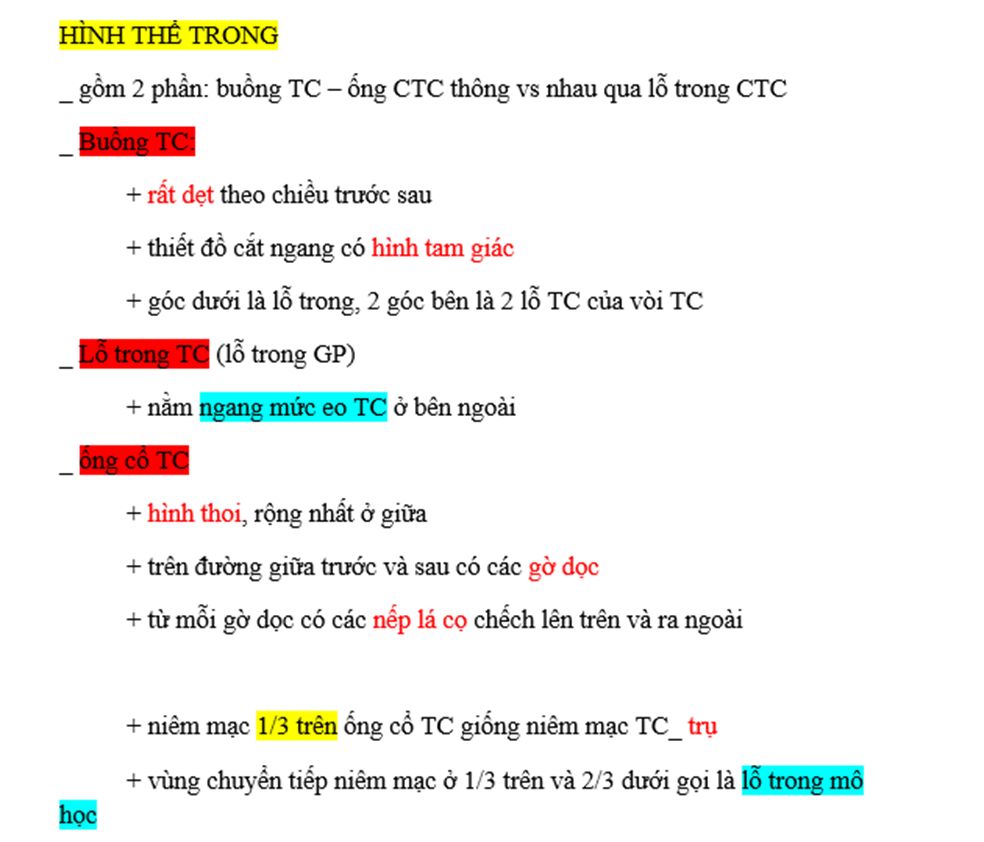 HÌNH THỂ TRONG
_ gồm 2 phần: buồng TC – ống CTC thông vs nhau qua lỗ trong CTC
_ Buồng TC:
+ rất dẹt theo chiều trước sau
+ thiết đồ cắt ngang có hình tam giác
+ góc dưới là lỗ trong, 2 góc bên là 2 lỗ TC của vòi TC
_ Lỗ trong TC (lỗ trong GP)
+ nằm ngang mức eo TC ở bên ngoài
_ ống cổ TC
+ hình thoi, rộng nhất ở giữa
+ trên đường giữa trước và sau có các gờ dọc
+ từ mỗi gờ dọc có các nếp lá cọ chếch lên trên và ra ngoài
+ niêm mạc 1/3 trên ống cổ TC giống niêm mạc TC_ trụ
+ vùng chuyển tiếp niêm mạc ở 1/3 trên và 2/3 dưới gọi là lỗ trong mô
học